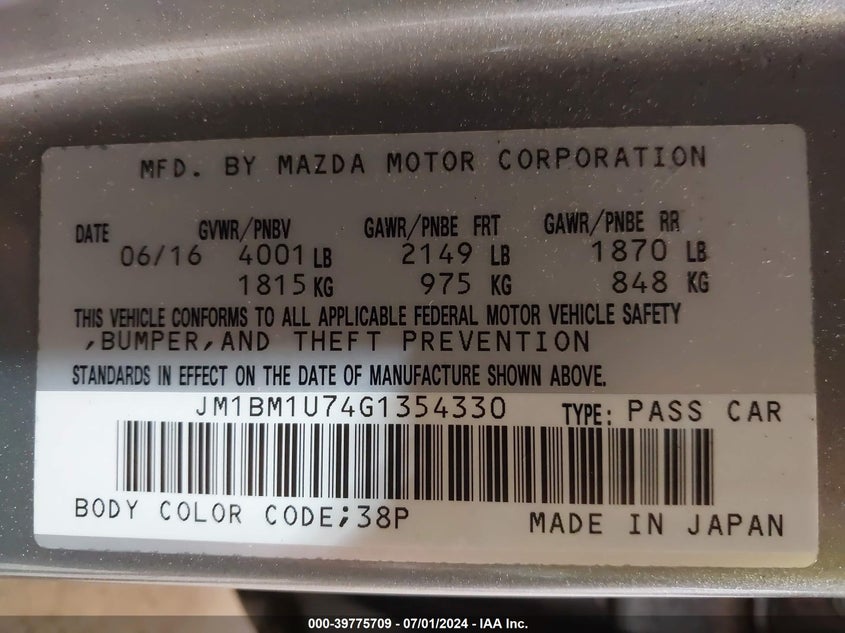 MFD. BY MAZDA MOTOR CORPORATION
DATE GVWR/PNBV GAWR/PNBE FRT GAWR/PNBE RR
06/16 4001 LB 2149 LB 1870 LB
1815 KG 975 KG 848 KG
THIS VEHICLE CONFORMS TO ALL APPLICABLE FEDERAL MOTOR VEHICLE SAFETY
,BUMPER,AND THEFT PREVENTION
STANDARDS IN EFFECT ON THE DATE OF MANUFACTURE SHOWN ABOVE.
JM1BM1U74G1354330 TYPE: PASS CAR
BODY COLOR CODE;38P MADE IN JAPAN
000-39775709 - 07/01/2024 - IAA Inc.